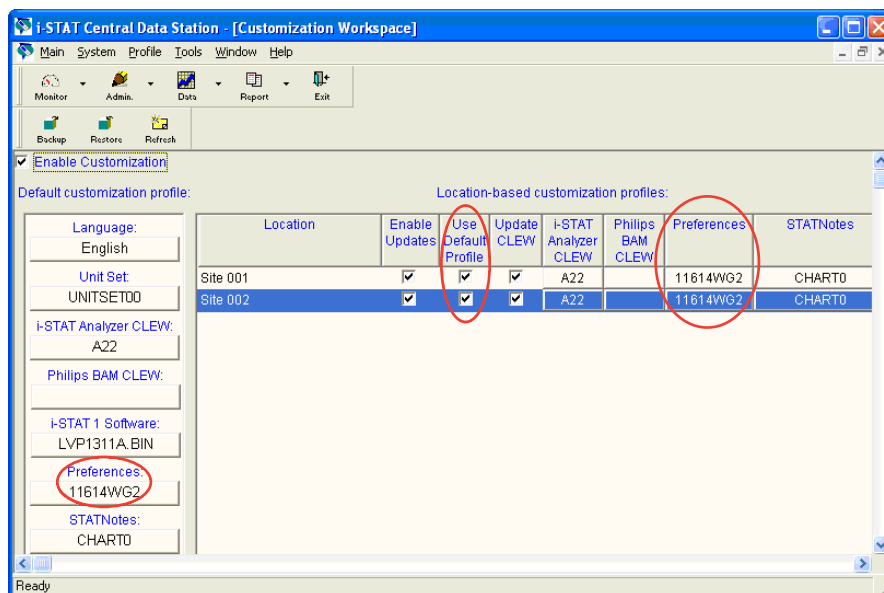 i-STAT Central Data Station - [Customization Workspace]
Main System Profile Tools Window Help
Monitor Admin. Data Report Exit
Backup Restore Refresh
Enable Customization
Default customization profile:
Location-based customization profiles:
Language:
English
Unit Set:
UNITSET00
i-STAT Analyzer CLEW:
A22
Philips BAM CLEW:
i-STAT 1 Software:
LVP1311A.BIN
Preferences:
11614WG2
STATNotes:
CHART0
Location
Enable Updates
Use Default Profile
Update CLEW
i-STAT Analyzer CLEW
Philips BAM CLEW
Preferences
STATNotes
Site 001 A22 11614WG2 CHART0
Site 002 A22 11614WG2 CHART0
Ready